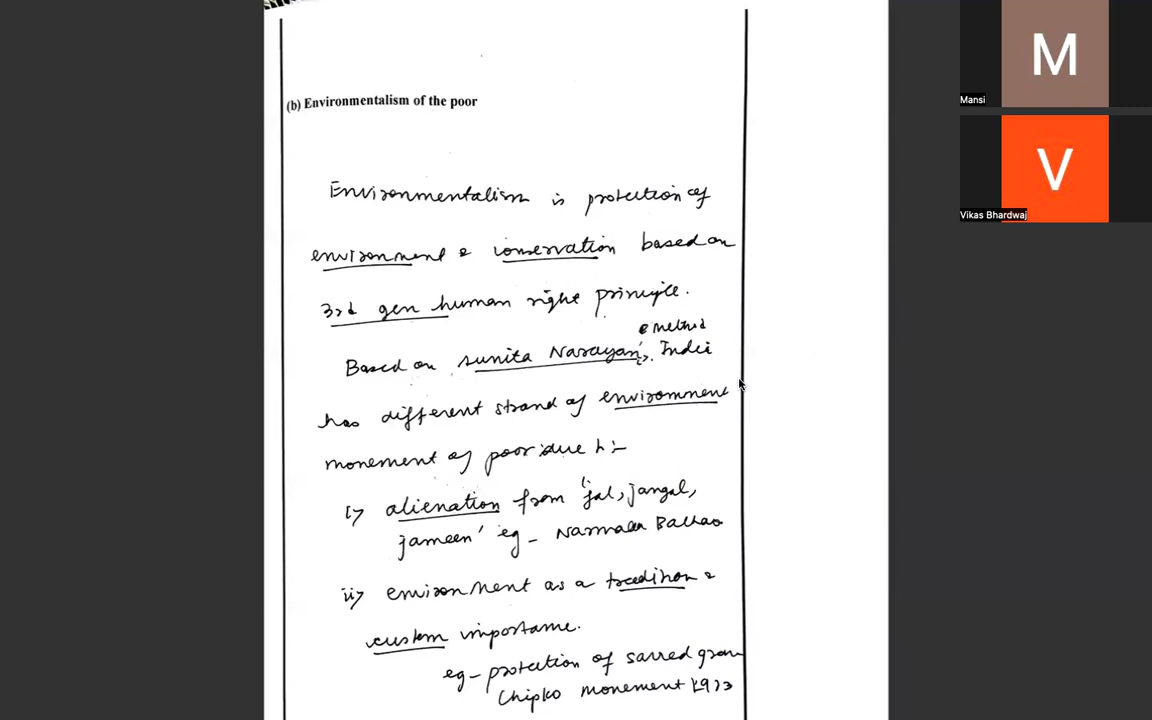 (b) Environmentalism of the poor
Environmentalism is protection of
environment & conservation based on
3rd gen human right principle.
Based on Sunita Narayan, India
has different strand of environment
movement of poor due to :-
i) alienation from 'jal, jangal,
jameen' eg - Narmada Bachao
ii) environment as a tradition &
custom importance.
eg - protection of sacred grove
Chipko movement 1973
M
Mansi
V
Vikas Bhardwaj